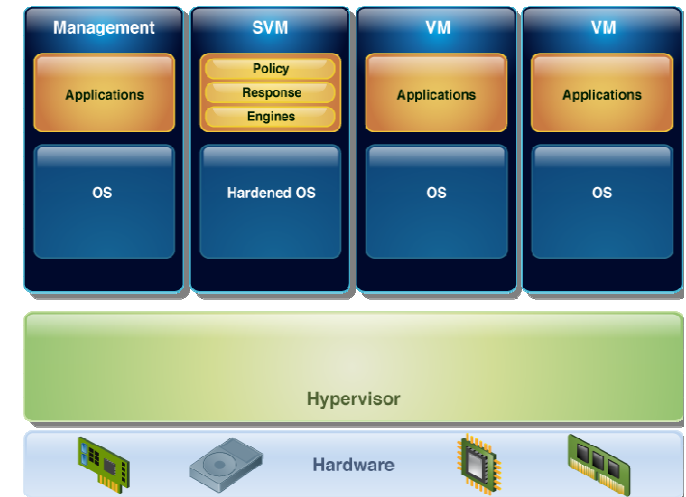 Management
Applications
OS
SVM
Policy
Response
Engines
Hardened OS
VM
Applications
OS
VM
Applications
OS
Hypervisor
Hardware